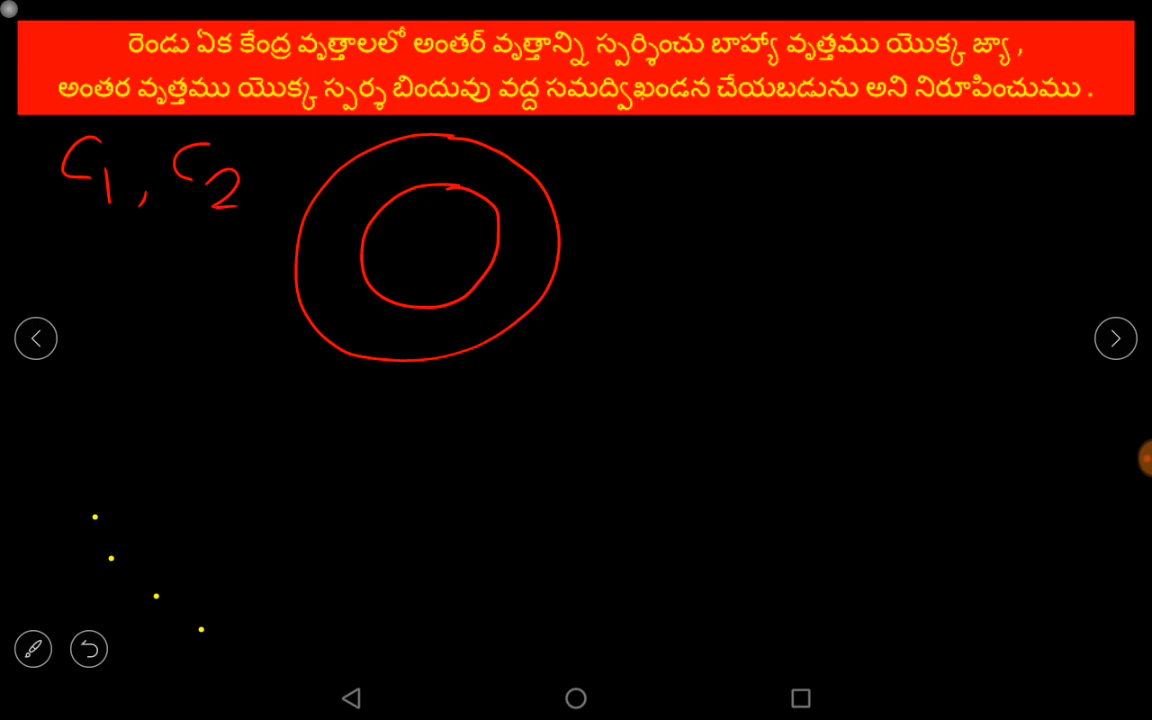 రెండు ఏక కేంద్ర వృత్తాలలో అంతర్ వృత్తాన్ని స్పర్శించు బాహ్యా వృత్తము యొక్క జ్యా ,
అంతర వృత్తము యొక్క స్పర్శ బిందువు వద్ద సమద్విఖండన చేయబడును అని నిరూపించుము .
C1 , C2